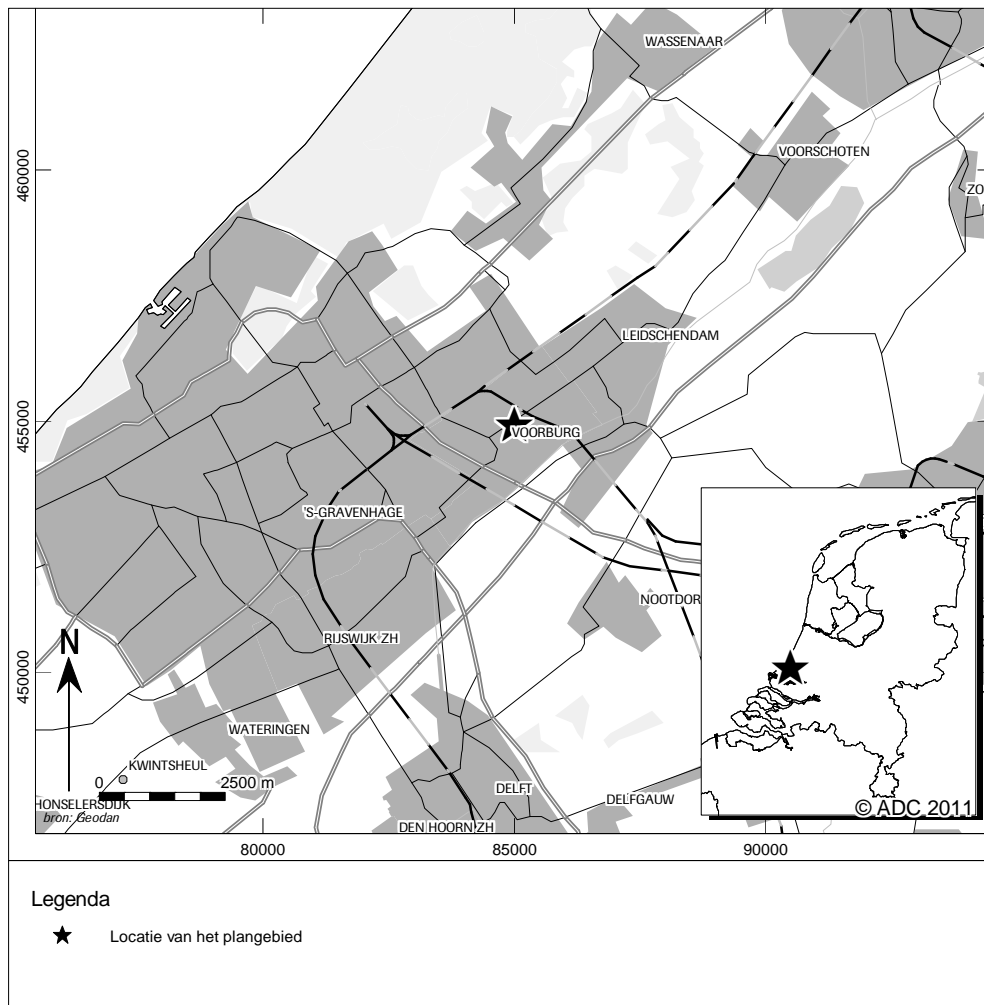 WASSENAAR
VOORSCHOTEN
460000
ZO
LEIDSCHENDAM
455000
VOORBURG
'S-GRAVENHAGE
NOOTDOR
RIJSWIJK ZH
N
450000
WATERINGEN
KWINTSHEUL
0 2500 m
HONSELERSDIJK
bron: Geodan
DELFT
DELFGAUW
DEN HOORN ZH
© ADC 2011
80000 85000 90000
Legenda
Locatie van het plangebied